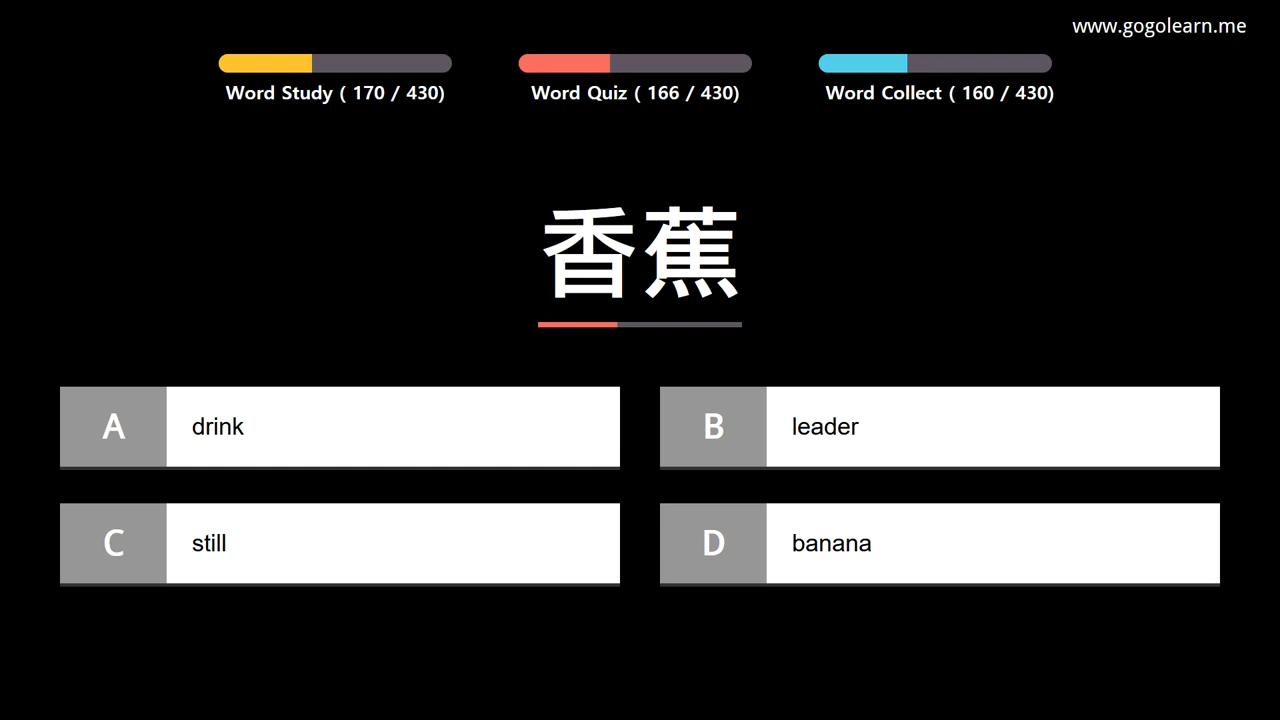 www.gogolearn.me
Word Study ( 170 / 430)
Word Quiz ( 166 / 430)
Word Collect ( 160 / 430)
香蕉
A drink
B leader
C still
D banana